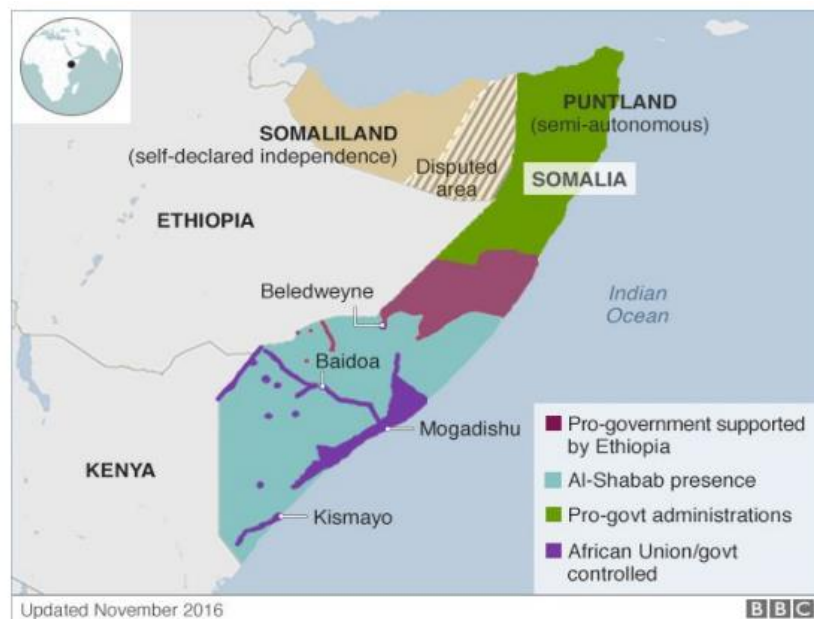 PUNTLAND
(semi-autonomous)
SOMALILAND
(self-declared independence)
Disputed
area
SOMALIA
ETHIOPIA
Beledweyne
Indian
Ocean
Baidoa
Mogadishu
KENYA
Kismayo
Pro-government supported
by Ethiopia
Al-Shabab presence
Pro-govt administrations
African Union/govt
controlled
Updated November 2016
BBC